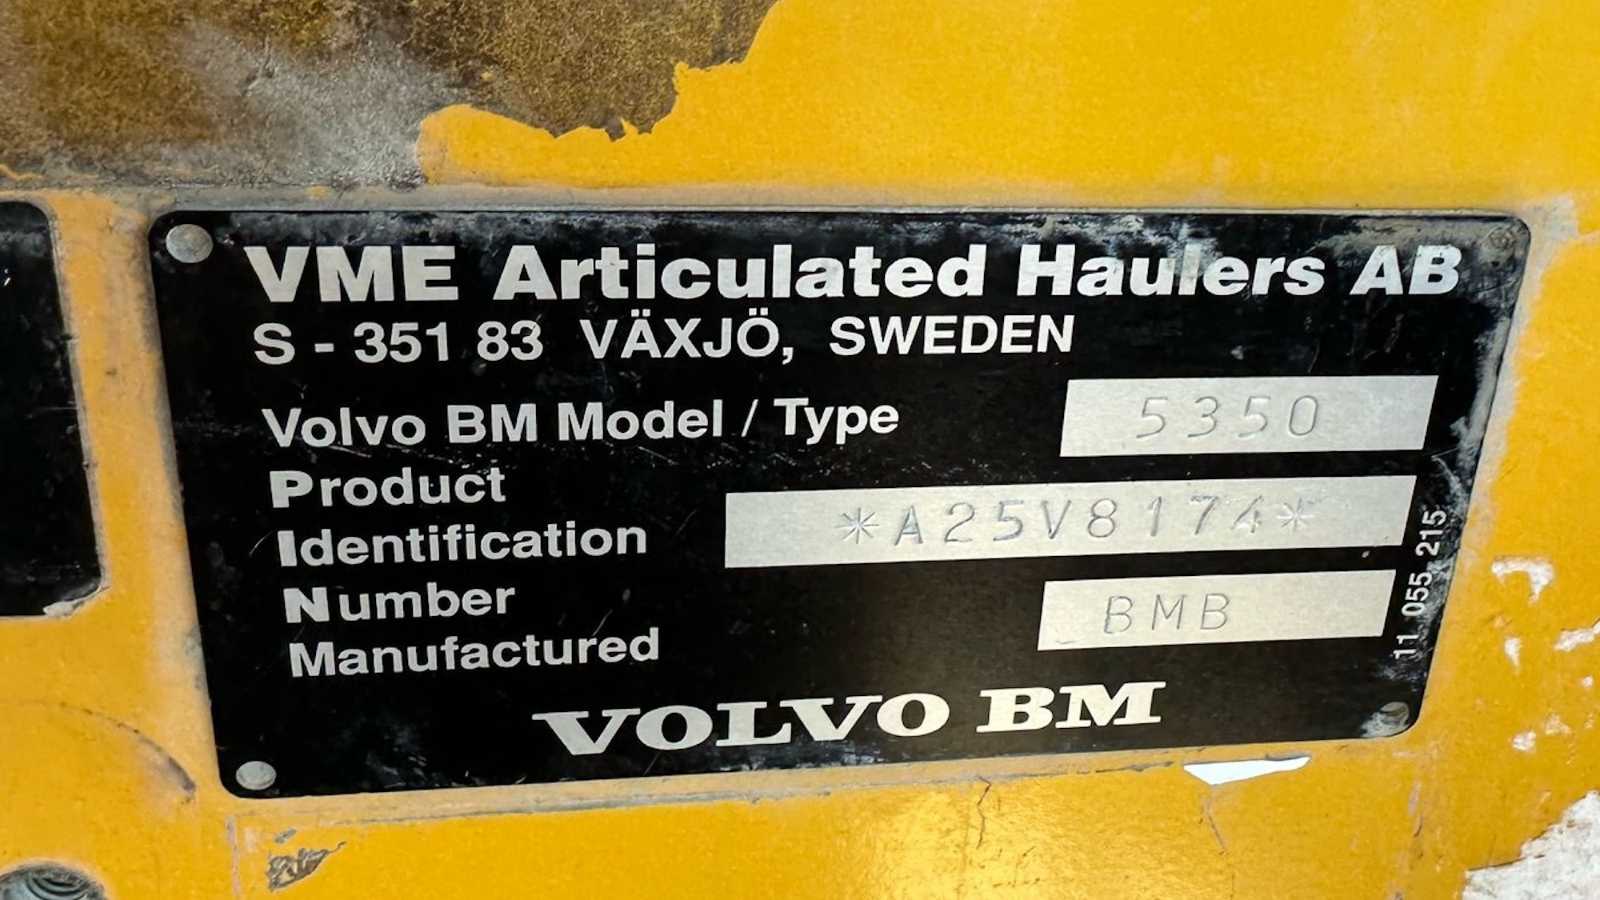 VME Articulated Haulers AB
S - 351 83 VÄXJÖ, SWEDEN
Volvo BM Model / Type 5350
Product
Identification *A25V8174*
Number
Manufactured BMB
VOLVO BM
11 055 215